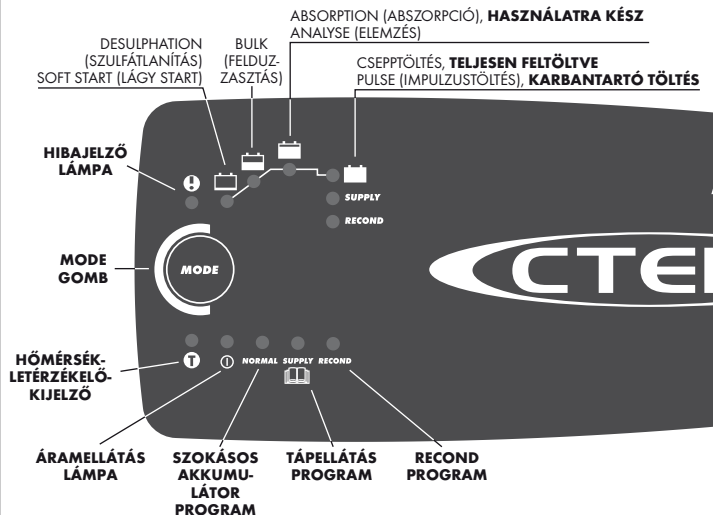 ABSORPTION (ABSZORPCIÓ), HASZNÁLATRA KÉSZ
ANALYSE (ELEMZÉS)
DESULPHATION
(SZULFÁTLANÍTÁS)
SOFT START (LÁGY START)
BULK
(FELDUZ-
ZASZTÁS)
CSEPPTÖLTÉS, TELJESEN FELTÖLTVE
PULSE (IMPULZUSTÖLTÉS), KARBANTARTÓ TÖLTÉS
HIBAJELZŐ
LÁMPA
SUPPLY
RECOND
MODE
GOMB
MODE
CTE
HŐMÉRSÉK-
LETÉRZÉKELŐ-
KIJELZŐ
T
NORMAL SUPPLY RECOND
ÁRAMELLÁTÁS
LÁMPA
SZOKÁSOS
AKKUMU-
LÁTOR
PROGRAM
TÁPELLÁTÁS
PROGRAM
RECOND
PROGRAM